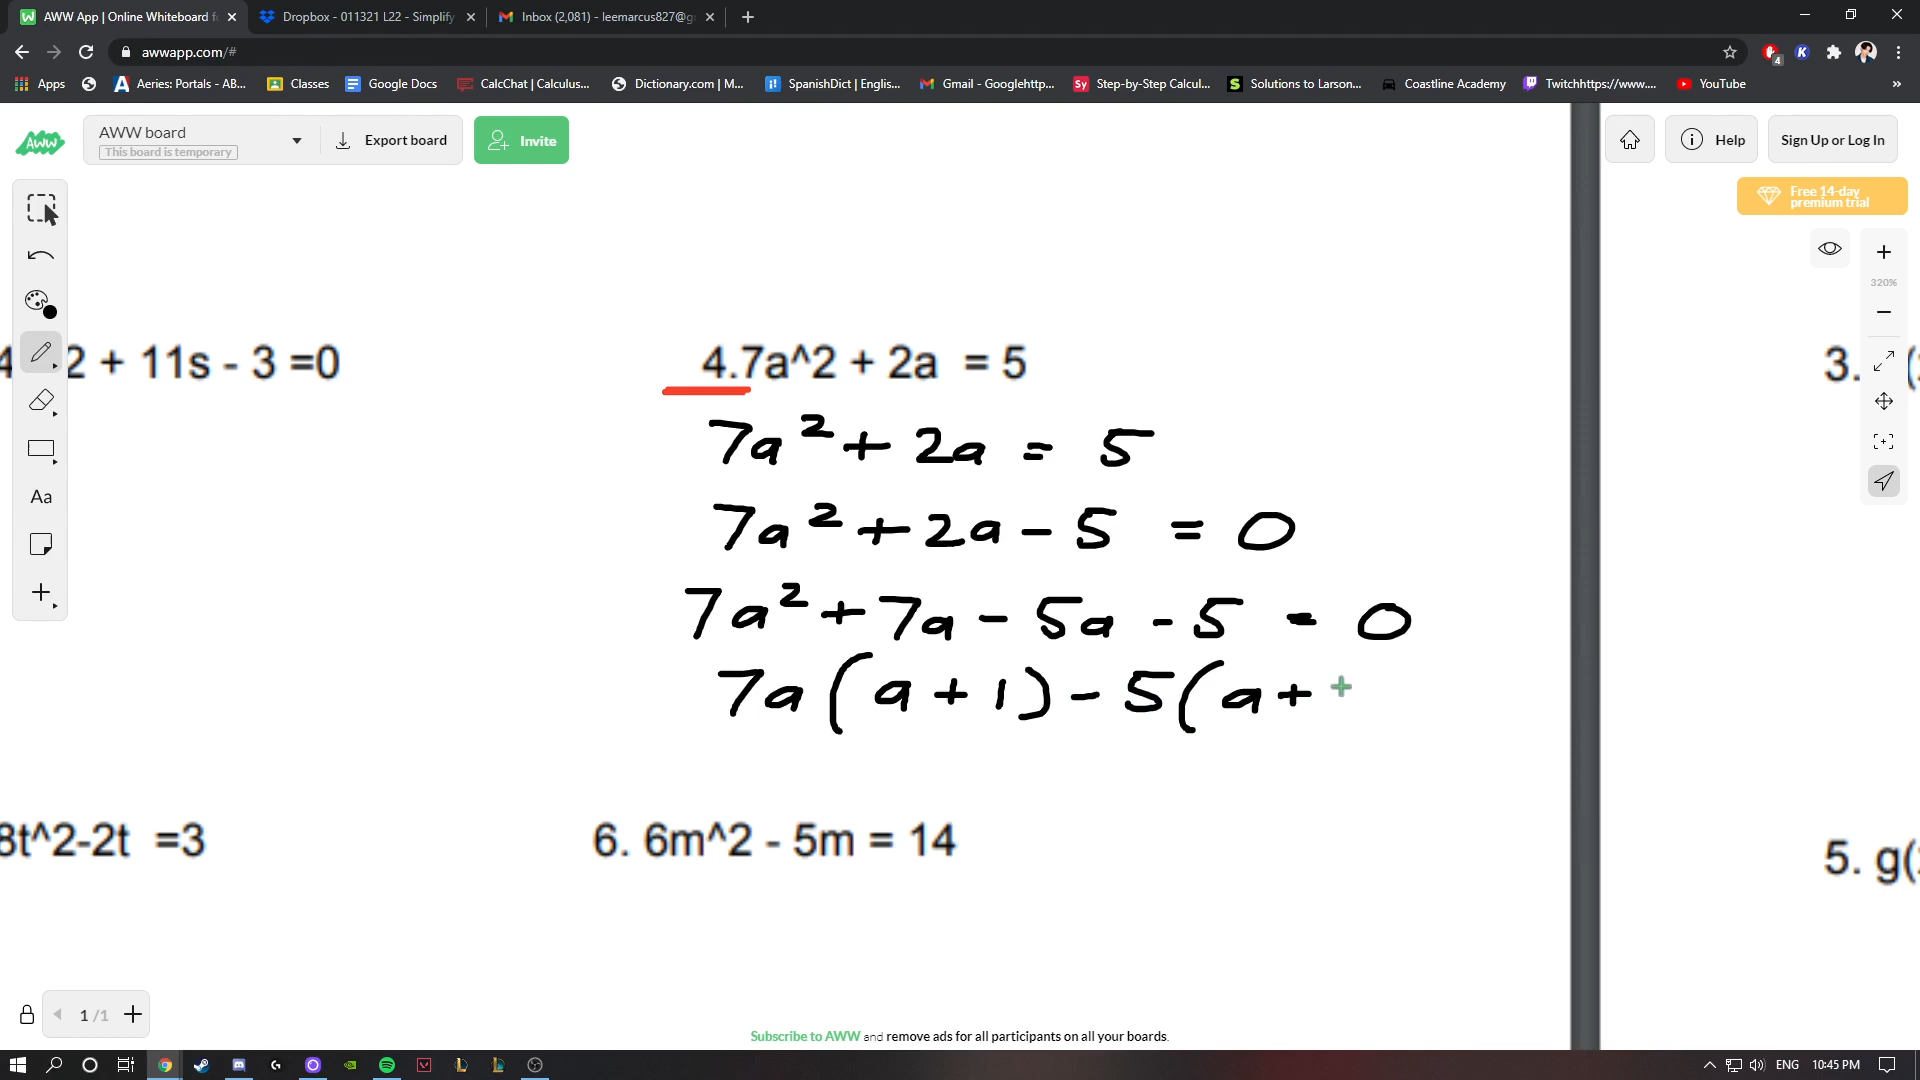 AWW App | Online Whiteboard f
Dropbox - 011321 L22 - Simplify
Inbox (2,081) - leemarcus827@g
awwapp.com/#
4
Apps
Aeries: Portals - AB...
Classes
Google Docs
CalcChat | Calculus...
Dictionary.com | M...
SpanishDict | Englis...
Gmail - Googlehttp...
Sy Step-by-Step Calcul...
S Solutions to Larson...
Coastline Academy
Twitchhttps://www....
YouTube
»
AWW
AWW board
This board is temporary
Export board
Invite
Help
Sign Up or Log In
Free 14-day
premium trial
320%
Aa
4 2 + 11s - 3 =0
4.7a^2 + 2a = 5
3. (
7a² + 2a = 5
7a² + 2a - 5 = 0
7a² + 7a - 5a - 5 = 0
7a(a + 1) - 5(a +
8t^2-2t =3
6. 6m^2 - 5m = 14
5. g(
1 /1
Subscribe to AWW and remove ads for all participants on all your boards.
ENG
10:45 PM